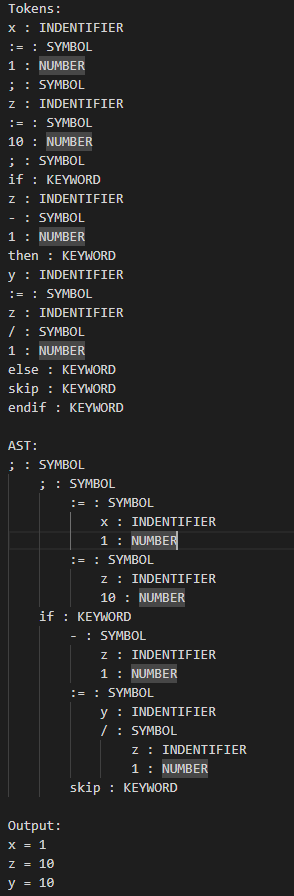 Tokens:
x : INDENTIFIER
:= : SYMBOL
1 : NUMBER
; : SYMBOL
z : INDENTIFIER
:= : SYMBOL
10 : NUMBER
; : SYMBOL
if : KEYWORD
z : INDENTIFIER
- : SYMBOL
1 : NUMBER
then : KEYWORD
y : INDENTIFIER
:= : SYMBOL
z : INDENTIFIER
/ : SYMBOL
1 : NUMBER
else : KEYWORD
skip : KEYWORD
endif : KEYWORD

AST:
; : SYMBOL
    ; : SYMBOL
        := : SYMBOL
            x : INDENTIFIER
            1 : NUMBER
        := : SYMBOL
            z : INDENTIFIER
            10 : NUMBER
    if : KEYWORD
        - : SYMBOL
            z : INDENTIFIER
            1 : NUMBER
        := : SYMBOL
            y : INDENTIFIER
            / : SYMBOL
                z : INDENTIFIER
                1 : NUMBER
        skip : KEYWORD

Output:
x = 1
z = 10
y = 10